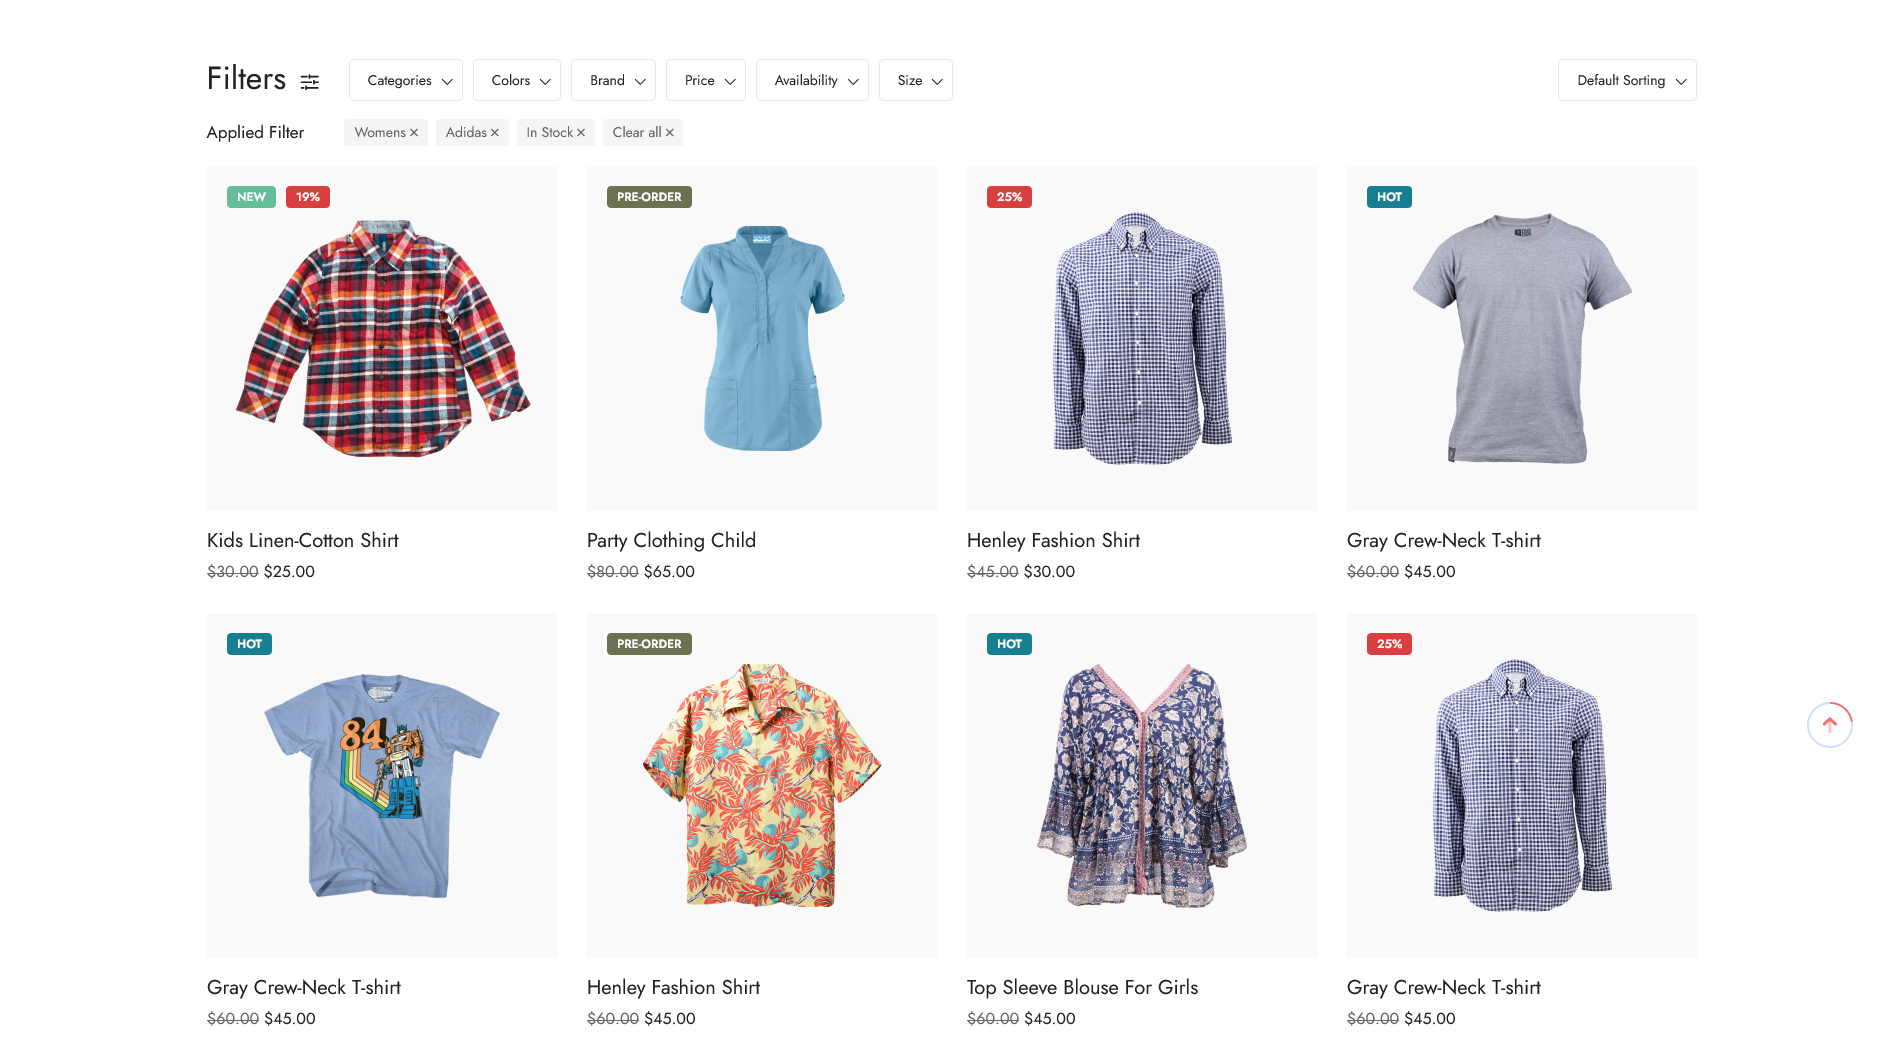 Filters
Categories
Colors
Brand
Price
Availability
Size
Default Sorting
Applied Filter
Womens ×
Adidas ×
In Stock ×
Clear all ×
NEW
19%
PRE-ORDER
25%
HOT
Kids Linen-Cotton Shirt
Party Clothing Child
Henley Fashion Shirt
Gray Crew-Neck T-shirt
$30.00 $25.00
$80.00 $65.00
$45.00 $30.00
$60.00 $45.00
HOT
PRE-ORDER
HOT
25%
84
Gray Crew-Neck T-shirt
Henley Fashion Shirt
Top Sleeve Blouse For Girls
Gray Crew-Neck T-shirt
$60.00 $45.00
$60.00 $45.00
$60.00 $45.00
$60.00 $45.00